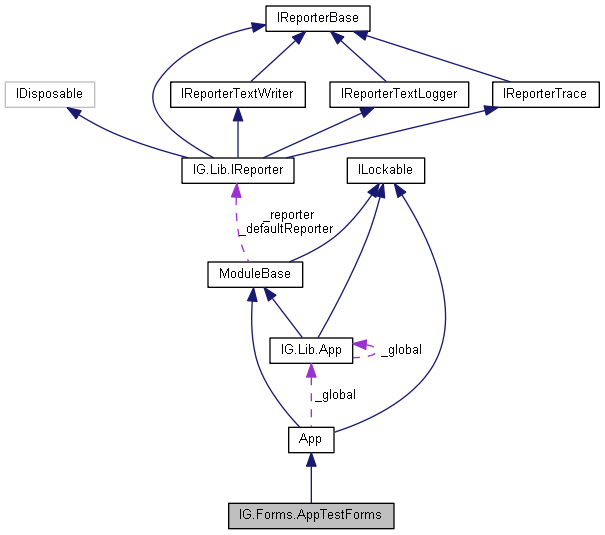 IReporterBase
IDisposable
IReporterTextWriter
IReporterTextLogger
IReporterTrace
IG.Lib.IReporter
ILockable
_reporter
_defaultReporter
ModuleBase
IG.Lib.App
_global
_global
App
IG.Forms.AppTestForms